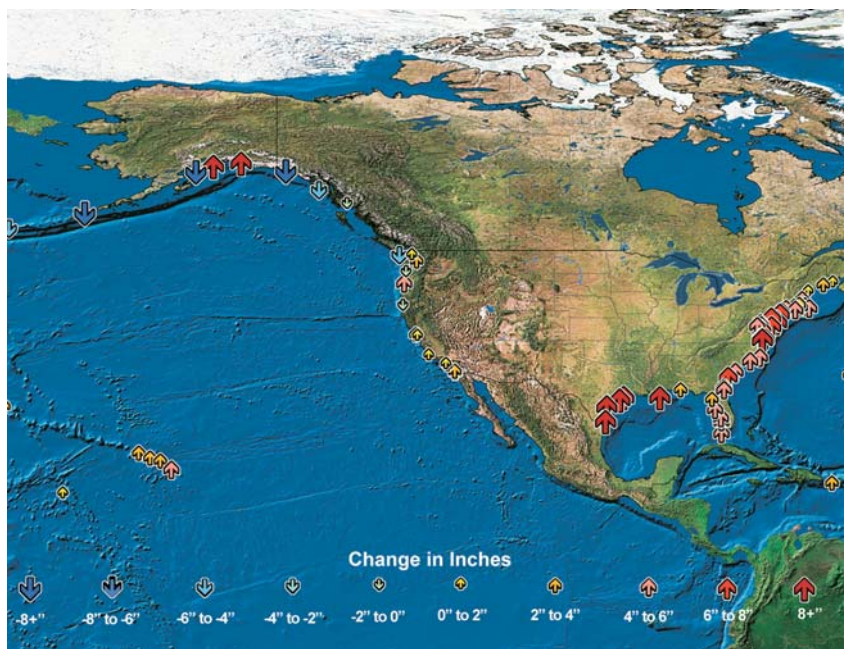 Change in Inches
-8+” -8” to -6” -6” to -4” -4” to -2” -2” to 0” 0” to 2” 2” to 4” 4” to 6” 6” to 8” 8+”